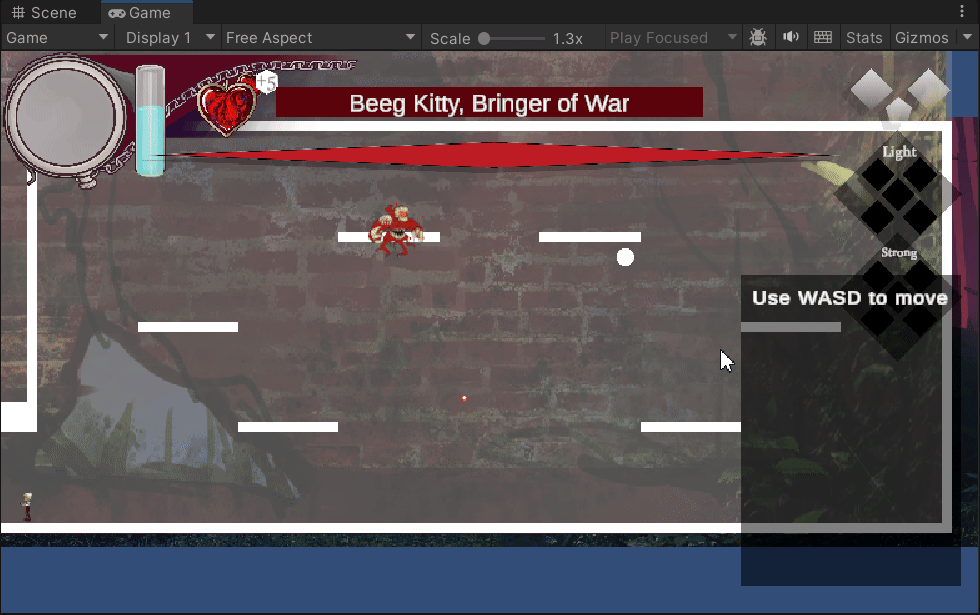 Scene
Game
Game
Display 1
Free Aspect
Scale
1.3x
Play Focused
Stats
Gizmos
+5
Beeg Kitty, Bringer of War
Light
Strong
Use WASD to move